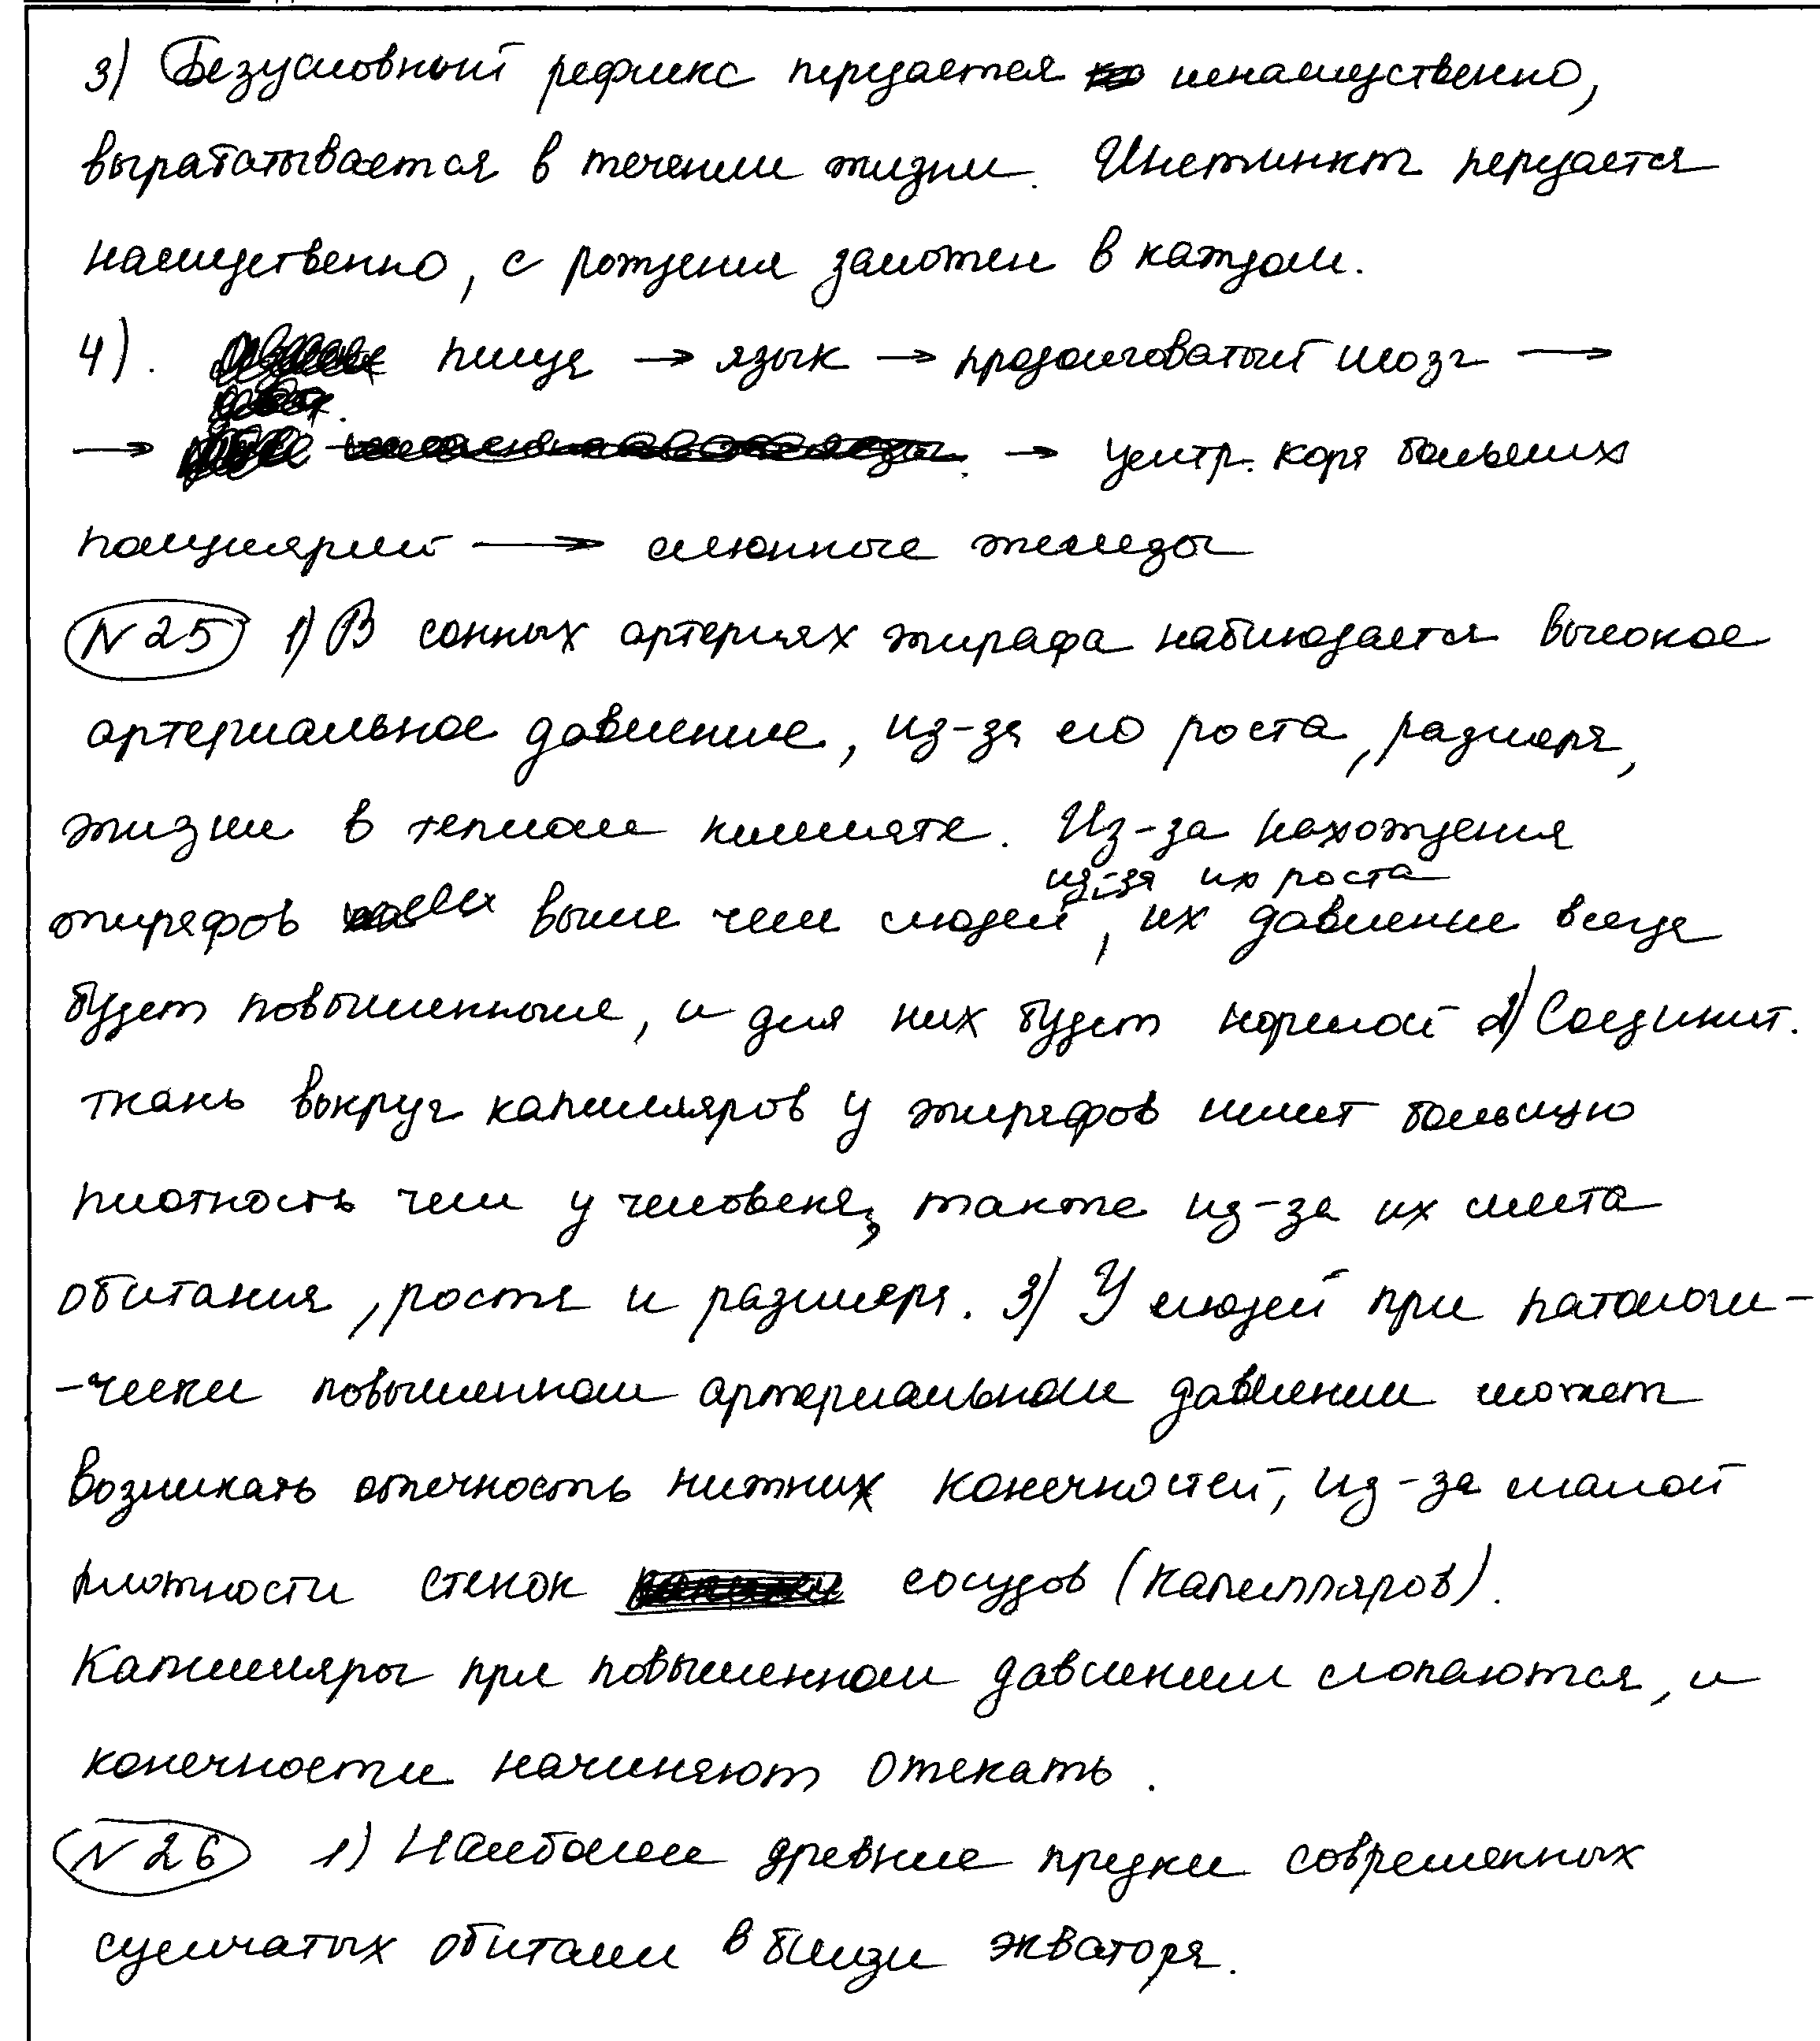 3) Безусловный рефлекс передается ненаследственно,
вырабатывается в течении жизни. Инстинкт передается
наследственно, с рождения заложен в каждом.
4). пища → язык → продолговатый мозг →
→ → центр. коря больших
полушарий → слюнные железы
N 25 1) В сонных артериях жирафа наблюдается высокое
артериальное давление, из-за его роста, размера,
жизни в теплом климате. Из-за нахождения
из-за их роста
жирафов выше чем людей, их давление всегда
будет повышенным, и для них будет нормой 2) Соединит.
ткань вокруг капилляров у жирафов имеет большую
плотность чем у человека, также из-за их места
обитания, роста и размера. 3) У людей при патологи-
-чески повышенном артериальном давлении может
возникать отечность нижних конечностей, из-за малой
плотности стенок сосудов (капилляров).
Капилляры при повышенном давлении лопаются, и
конечности начинают отекать.
N 26 1) Наиболее древние предки современных
сумчатых обитали в близи экватора.